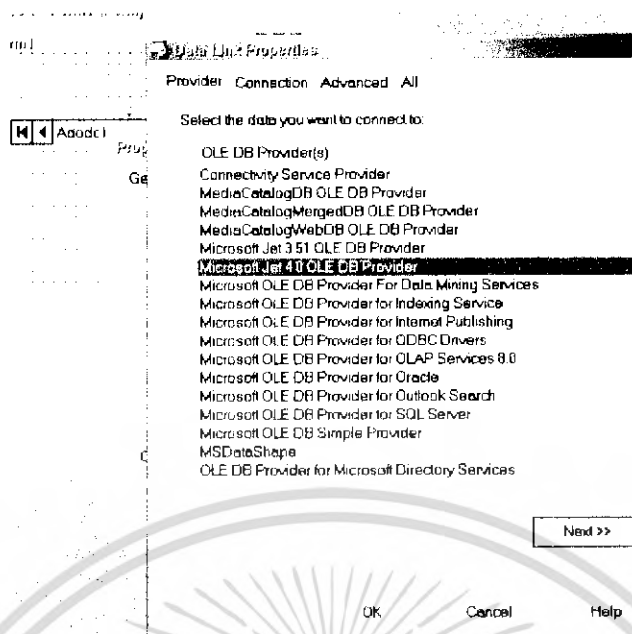 Data Link Properties
Provider Connection Advanced All
Select the data you want to connect to:
Adodc1
OLE DB Provider(s)
Connectivity Service Provider
MediaCatalogDB OLE DB Provider
MediaCatalogMergedDB OLE DB Provider
MediaCatalogWebDB OLE DB Provider
Microsoft Jet 3.51 OLE DB Provider
Microsoft Jet 4.0 OLE DB Provider
Microsoft OLE DB Provider For Data Mining Services
Microsoft OLE DB Provider for Indexing Service
Microsoft OLE DB Provider for Internet Publishing
Microsoft OLE DB Provider for ODBC Drivers
Microsoft OLE DB Provider for OLAP Services 8.0
Microsoft OLE DB Provider for Oracle
Microsoft OLE DB Provider for Outlook Search
Microsoft OLE DB Provider for SQL Server
Microsoft OLE DB Simple Provider
MSDataShape
OLE DB Provider for Microsoft Directory Services
Next >>
OK Cancel Help